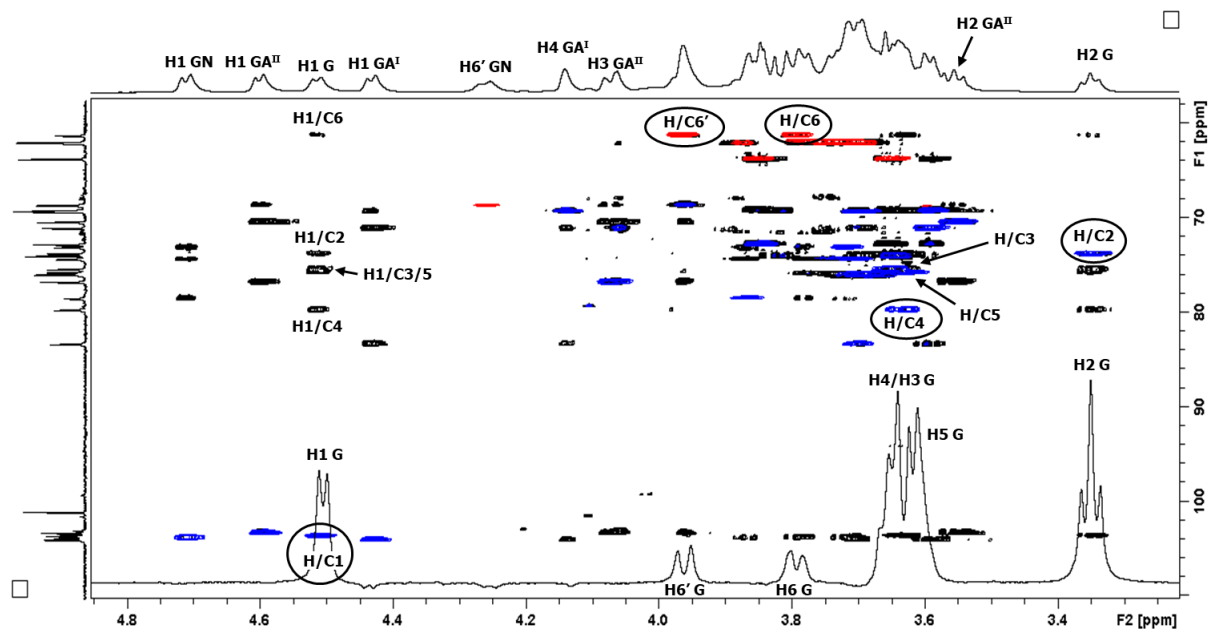 H1 GN
H1 GAᴵᴵ
H1 G
H1 GAᴵ
H6′ GN
H4 GAᴵ
H3 GAᴵᴵ
H2 GAᴵᴵ
H2 G
H1/C6
H/C6′
H/C6
H1/C2
H1/C3/5
H1/C4
H/C3
H/C2
H/C5
H/C4
H1 G
H/C1
H4/H3 G
H5 G
H2 G
H6′ G
H6 G
F1 [ppm]
70
80
90
100
4.8
4.6
4.4
4.2
4.0
3.8
3.6
3.4
F2 [ppm]